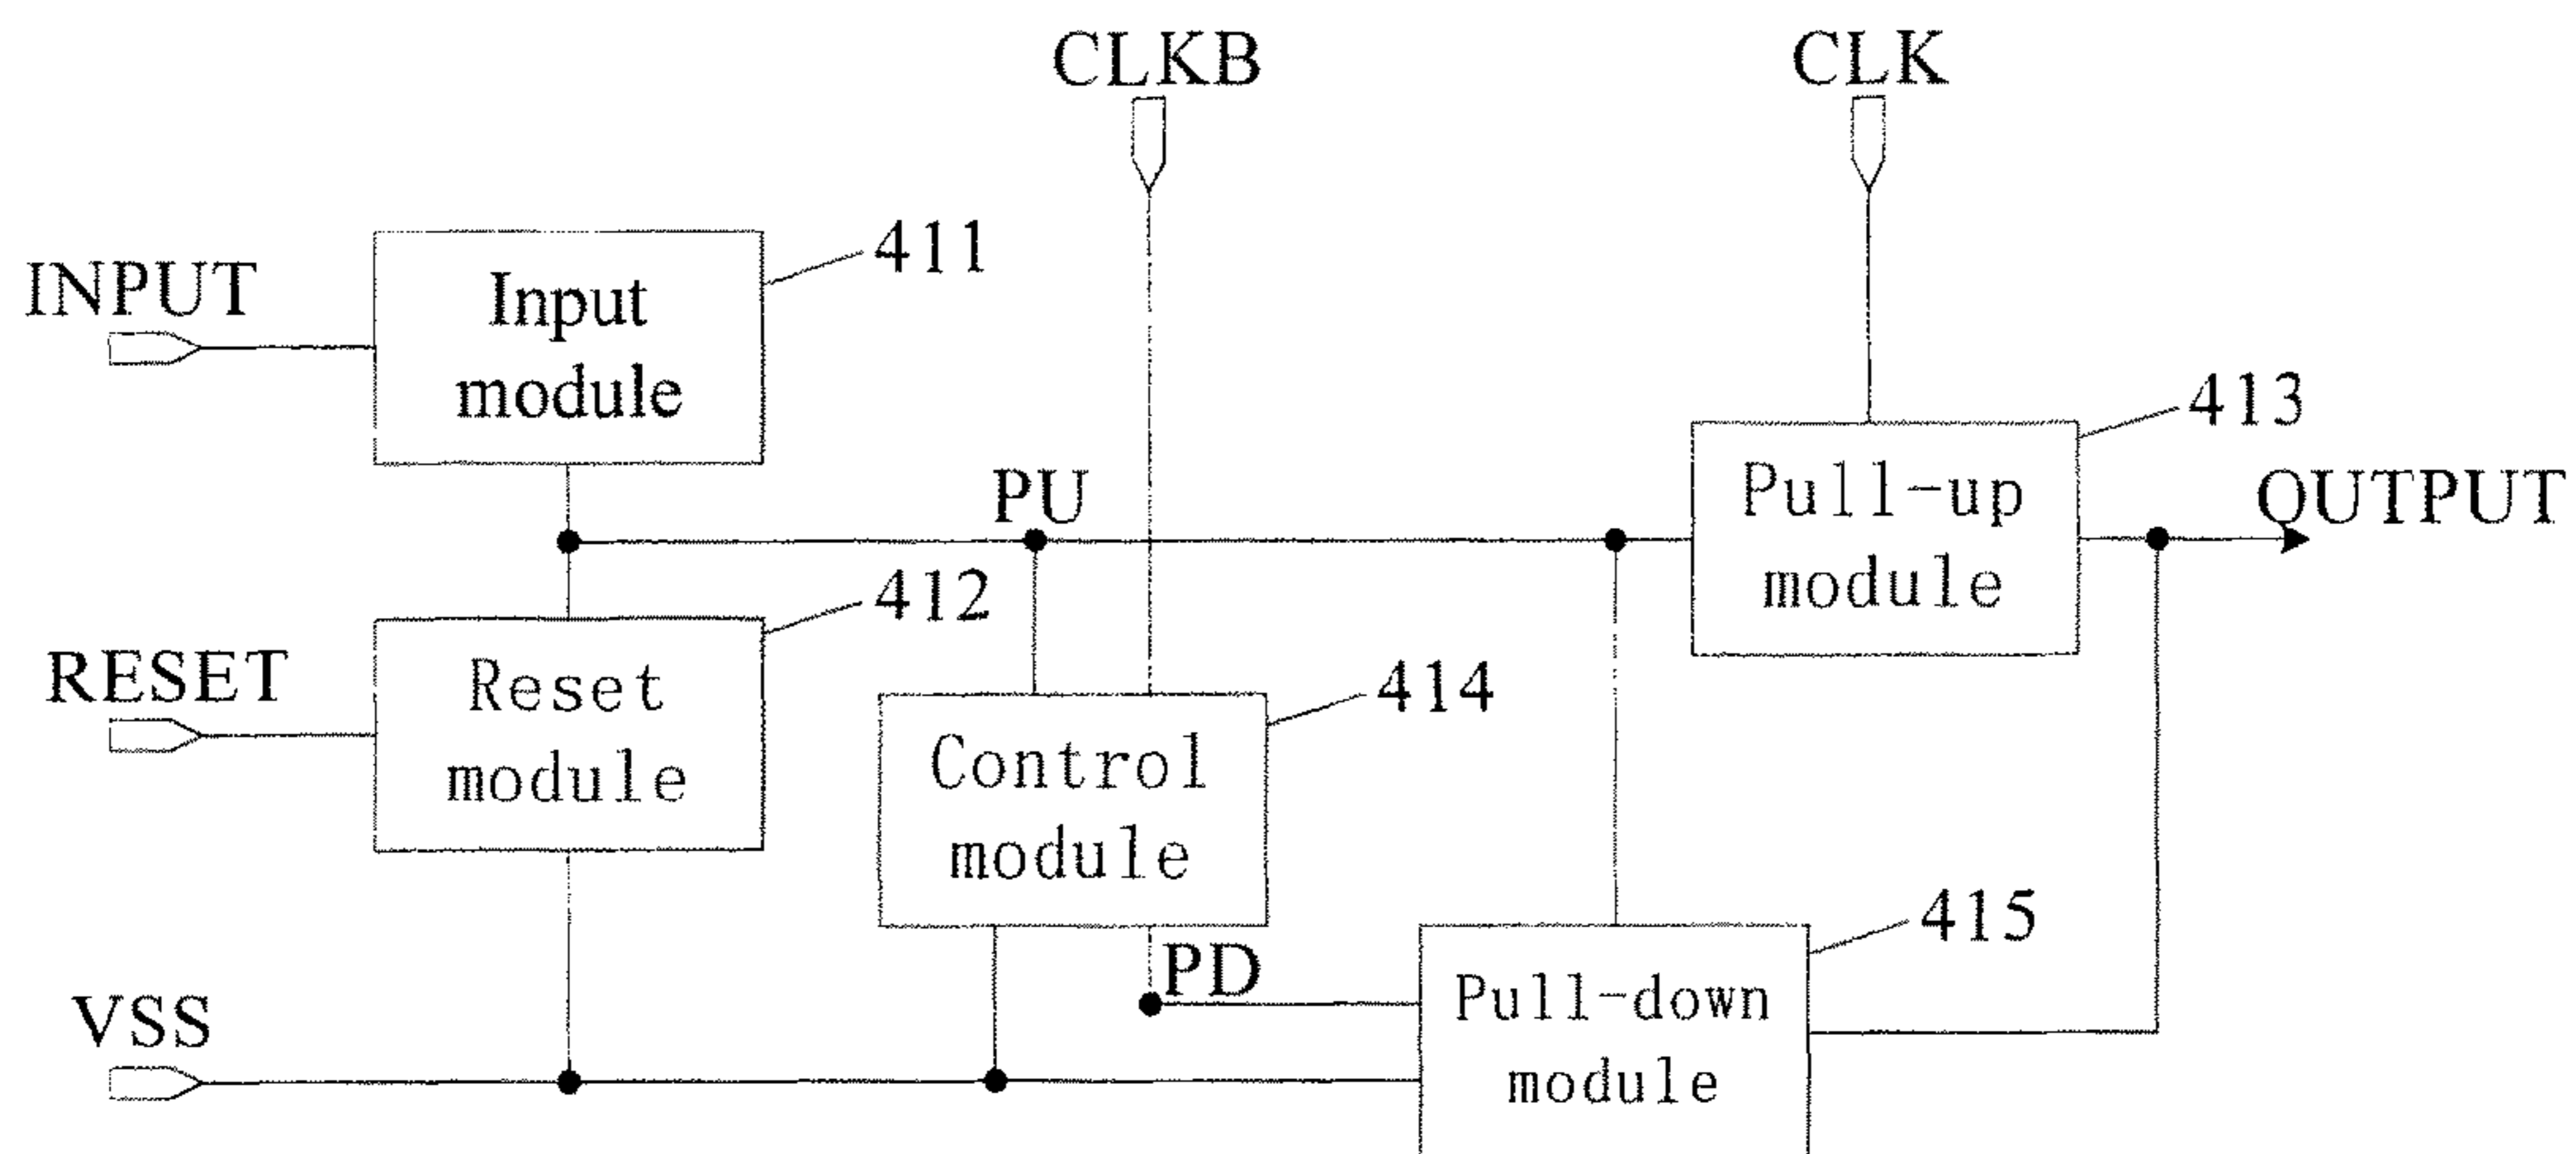 CLKB
CLK
INPUT
Input
module
411
PU
413
Pull-up
module
OUTPUT
412
RESET
Reset
module
414
Control
module
PD
415
Pull-down
module
VSS